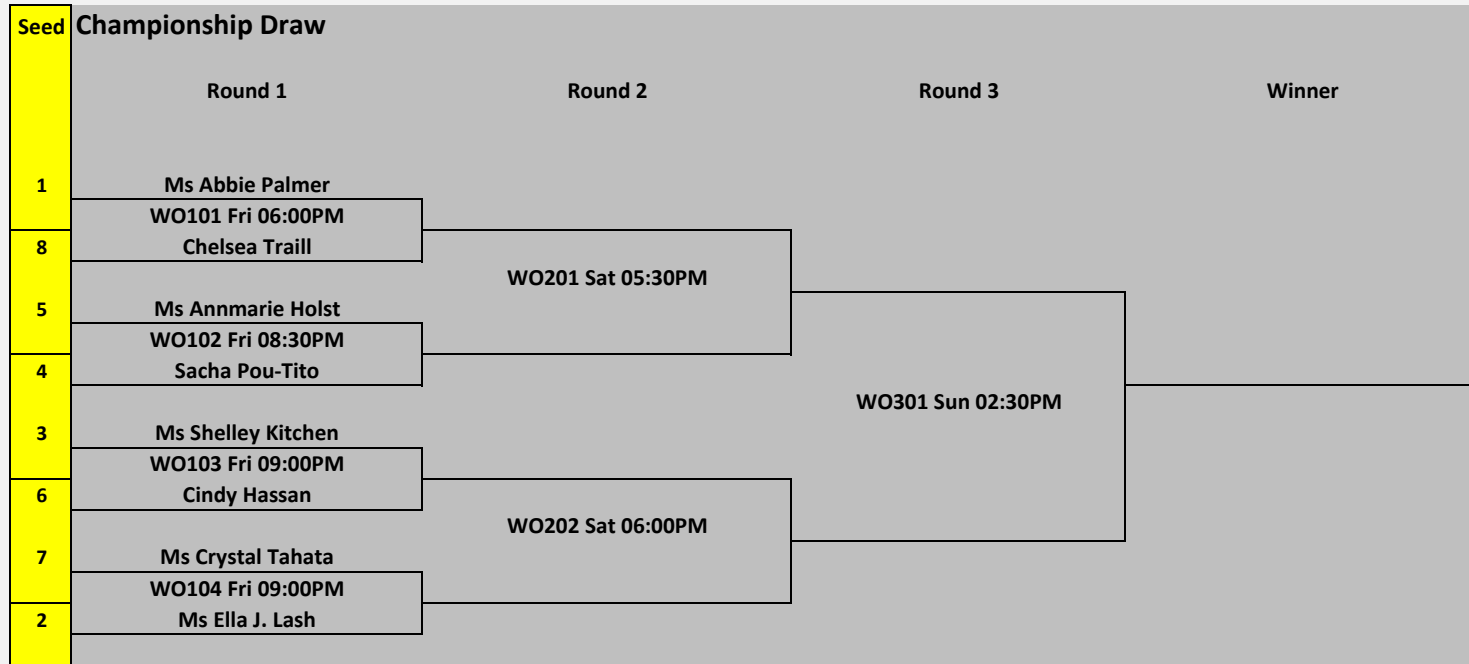 Seed Championship Draw
Round 1 Round 2 Round 3 Winner
1 Ms Abbie Palmer
WO101 Fri 06:00PM
8 Chelsea Traill
WO201 Sat 05:30PM
5 Ms Annmarie Holst
WO102 Fri 08:30PM
4 Sacha Pou-Tito
WO301 Sun 02:30PM
3 Ms Shelley Kitchen
WO103 Fri 09:00PM
6 Cindy Hassan
WO202 Sat 06:00PM
7 Ms Crystal Tahata
WO104 Fri 09:00PM
2 Ms Ella J. Lash